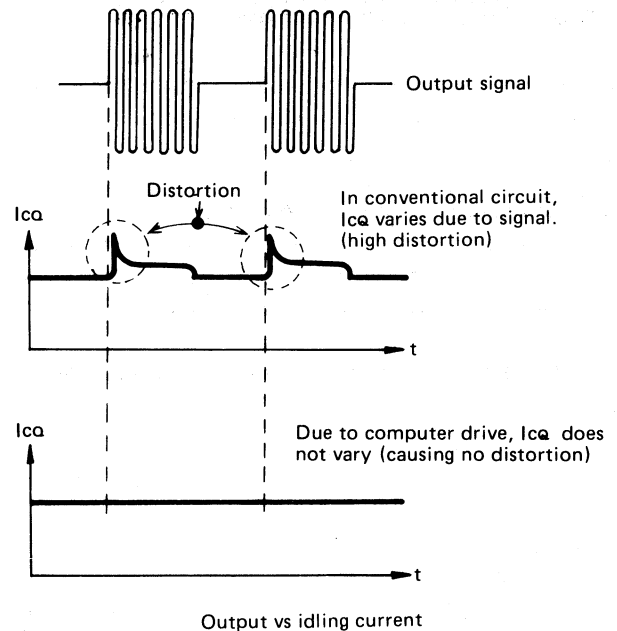 Output signal
Distortion
In conventional circuit,
IcQ varies due to signal.
(high distortion)
IcQ
t
IcQ
Due to computer drive, IcQ does
not vary (causing no distortion)
t
Output vs idling current